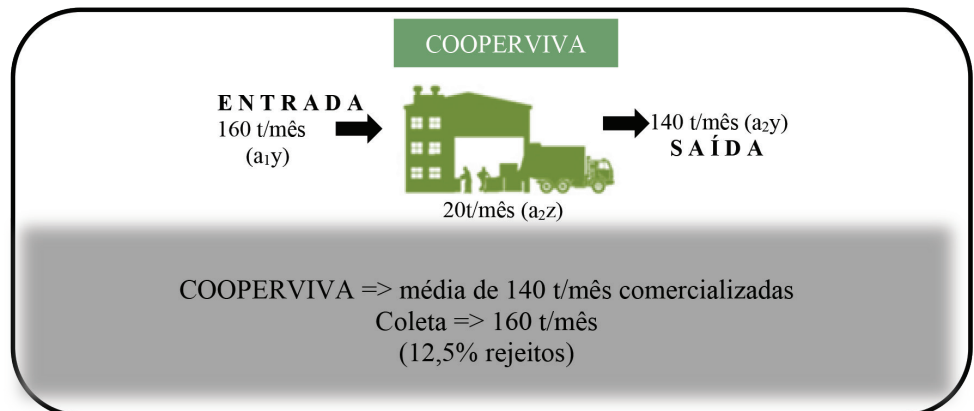 COOPERVIVA
E N T R A D A
160 t/mês
(a₁y)
140 t/mês (a₂y)
S A Í D A
20t/mês (a₂z)
COOPERVIVA => média de 140 t/mês comercializadas
Coleta => 160 t/mês
(12,5% rejeitos)